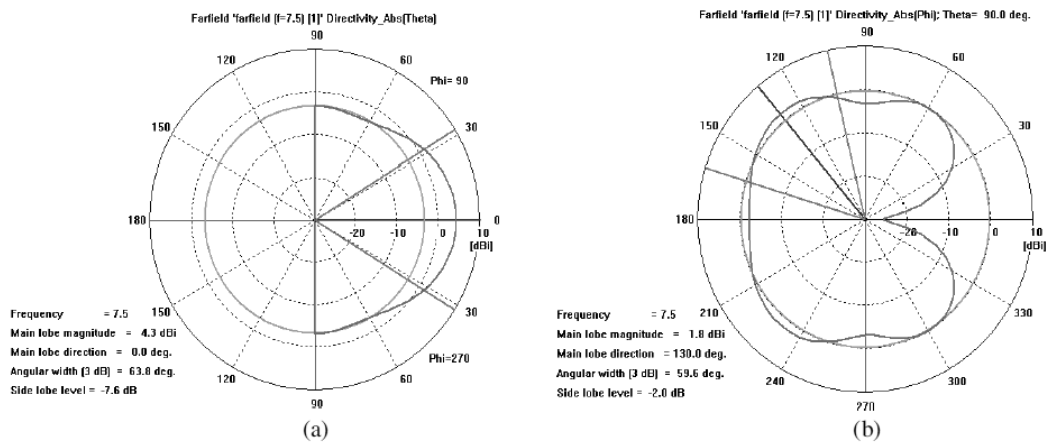 Farfield 'farfield (f=7.5) [1]' Directivity_Abs(Theta)
90
120
60
Phi= 90
150
30
180
0
-20
-10
0
10
[dBi]
150
30
Phi=270
120
60
90
Frequency = 7.5
Main lobe magnitude = 4.3 dBi
Main lobe direction = 0.0 deg.
Angular width (3 dB) = 63.8 deg.
Side lobe level = -7.6 dB
(a)
Farfield 'farfield (f=7.5) [1]' Directivity_Abs(Phi); Theta= 90.0 deg.
90
120
60
150
30
180
0
-20
-10
0
10
[dBi]
210
330
240
300
270
Frequency = 7.5
Main lobe magnitude = 1.8 dBi
Main lobe direction = 130.0 deg.
Angular width (3 dB) = 59.6 deg.
Side lobe level = -2.0 dB
(b)